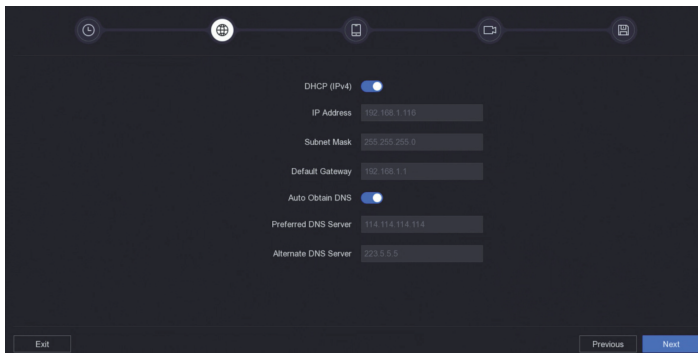 DHCP (IPv4)
IP Address 192.168.1.116
Subnet Mask 255.255.255.0
Default Gateway 192.168.1.1
Auto Obtain DNS
Preferred DNS Server 114.114.114.114
Alternate DNS Server 223.5.5.5
Exit Previous Next